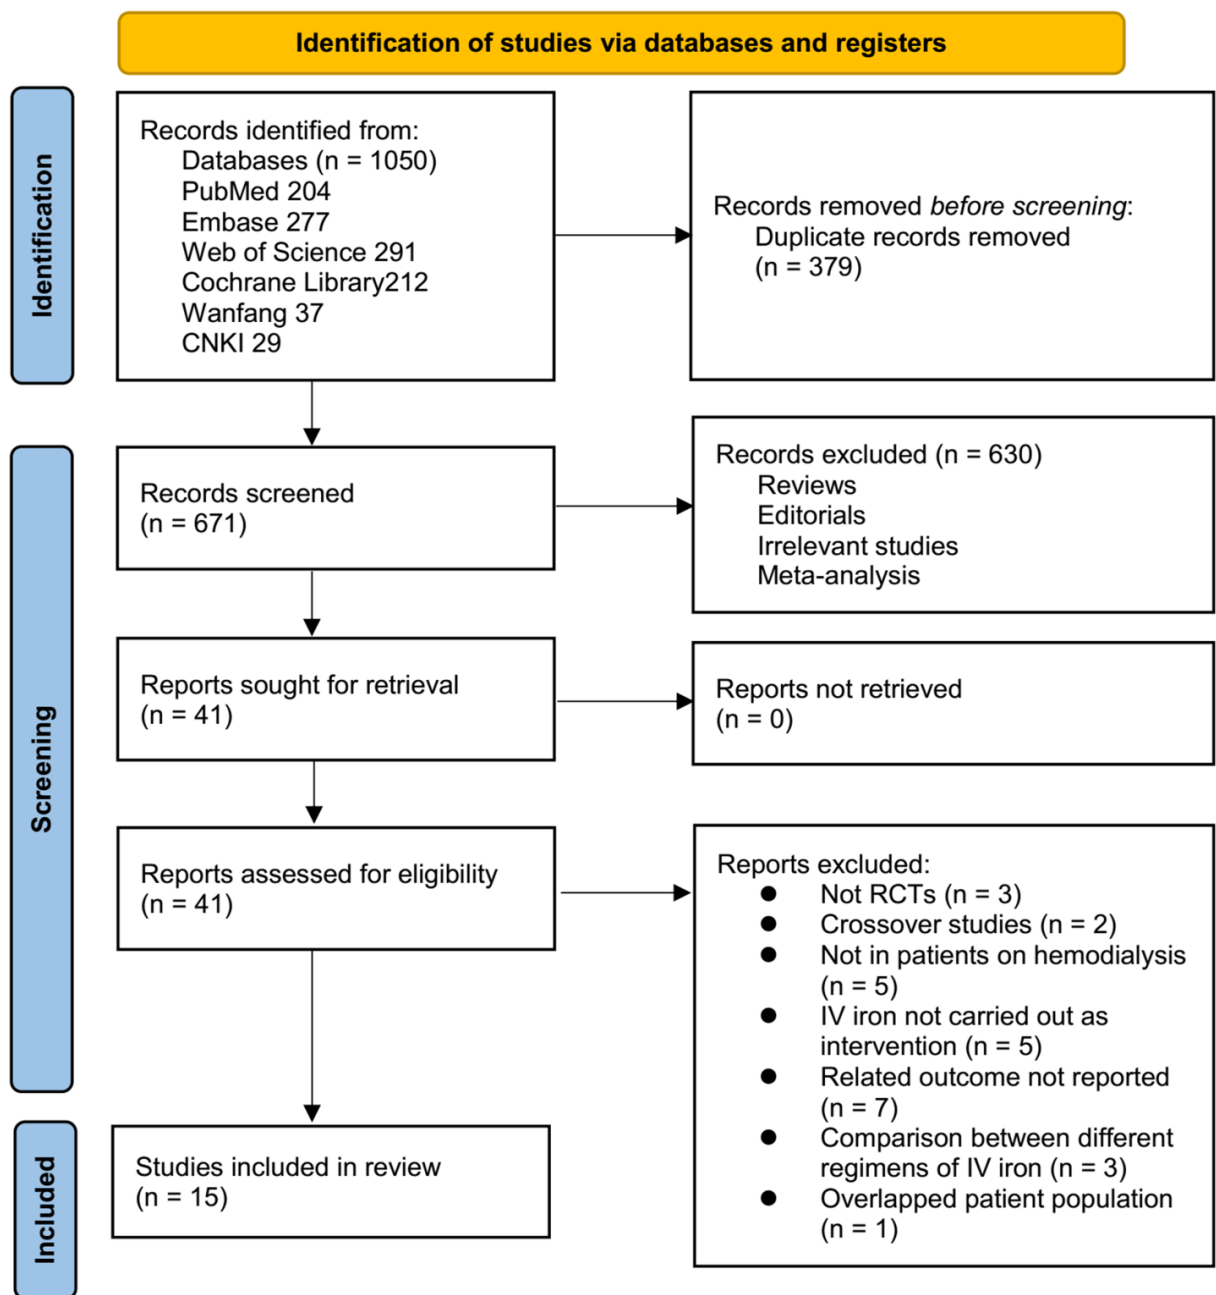 Identification of studies via databases and registers
Identification
Records identified from:
Databases (n = 1050)
PubMed 204
Embase 277
Web of Science 291
Cochrane Library212
Wanfang 37
CNKI 29
Records removed before screening:
Duplicate records removed
(n = 379)
Screening
Records screened
(n = 671)
Records excluded (n = 630)
Reviews
Editorials
Irrelevant studies
Meta-analysis
Reports sought for retrieval
(n = 41)
Reports not retrieved
(n = 0)
Reports assessed for eligibility
(n = 41)
Reports excluded:
● Not RCTs (n = 3)
● Crossover studies (n = 2)
● Not in patients on hemodialysis
(n = 5)
● IV iron not carried out as
intervention (n = 5)
● Related outcome not reported
(n = 7)
● Comparison between different
regimens of IV iron (n = 3)
● Overlapped patient population
(n = 1)
Included
Studies included in review
(n = 15)